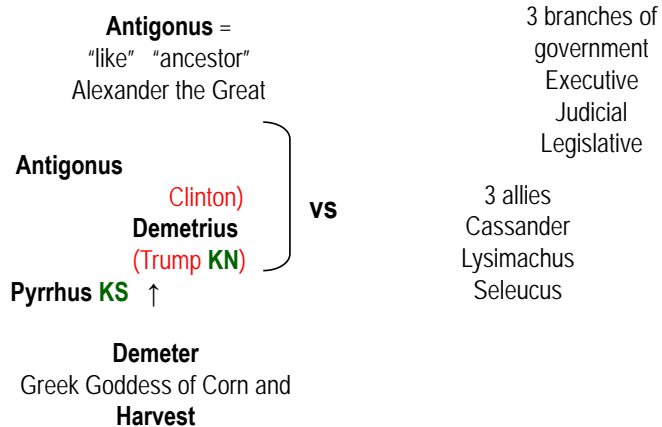 Antigonus =
“like” “ancestor”
Alexander the Great
3 branches of
government
Executive
Judicial
Legislative
Antigonus
Clinton)
Demetrius
(Trump KN)
Pyrrhus KS ↑
vs
3 allies
Cassander
Lysimachus
Seleucus
Demeter
Greek Goddess of Corn and
Harvest